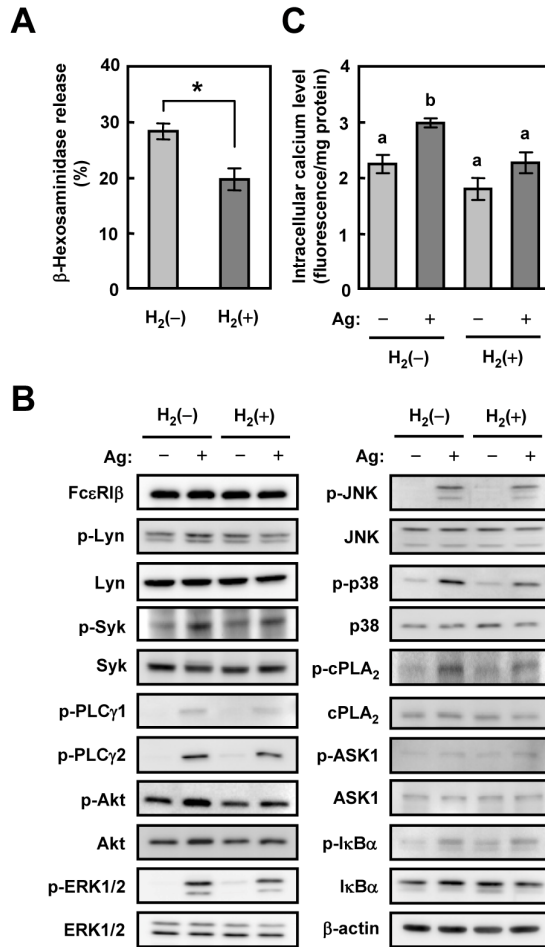 A
β-Hexosaminidase release
(%)
40
30
20
10
0
*
H₂(−) H₂(+)
C
Intracellular calcium level
(fluorescence/mg protein)
4
3
2
1
0
a b a a
Ag: − + − +
H₂(−) H₂(+)
B
H₂(−) H₂(+)
Ag: − + − +
FcεRIβ
p-Lyn
Lyn
p-Syk
Syk
p-PLCγ1
p-PLCγ2
p-Akt
Akt
p-ERK1/2
ERK1/2
H₂(−) H₂(+)
Ag: − + − +
p-JNK
JNK
p-p38
p38
p-cPLA₂
cPLA₂
p-ASK1
ASK1
p-IκBα
IκBα
β-actin